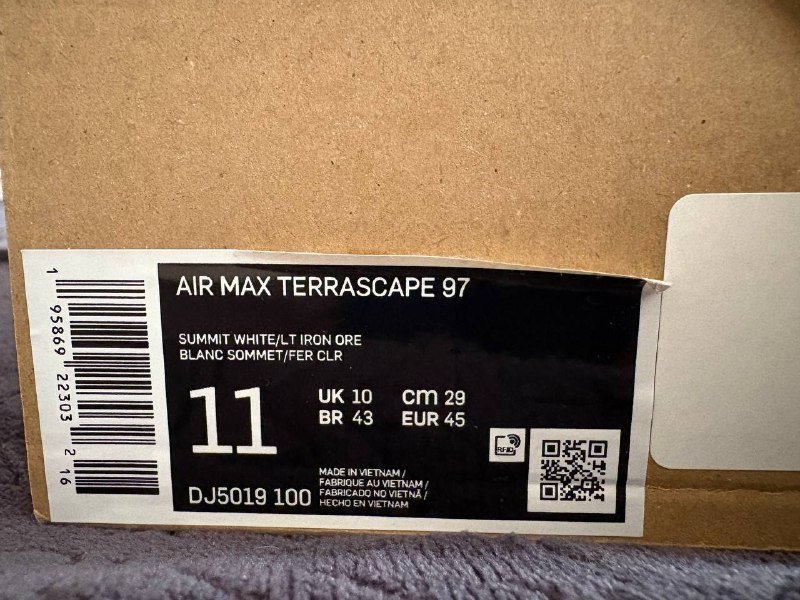 AIR MAX TERRASCAPE 97
SUMMIT WHITE/LT IRON ORE
BLANC SOMMET/FER CLR
11
UK 10 cm 29
BR 43 EUR 45
RFID
DJ5019 100
MADE IN VIETNAM /
FABRIQUE AU VIETNAM /
FABRICADO NO VIETNÃ /
HECHO EN VIETNAM
1 95869 22303 2 16